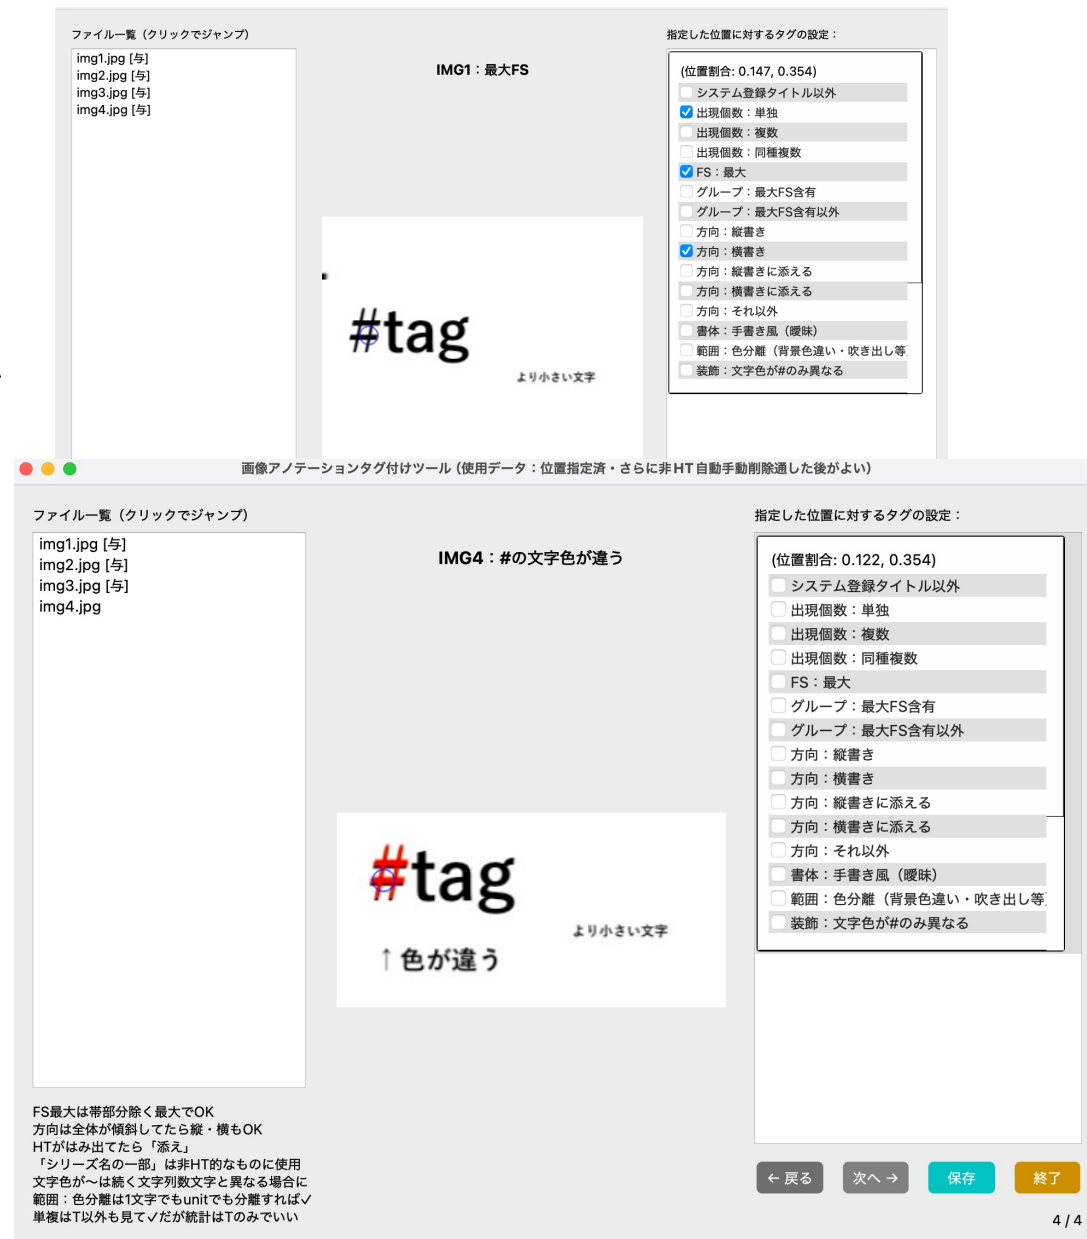 ファイル一覧（クリックでジャンプ）
img1.jpg [与]
img2.jpg [与]
img3.jpg [与]
img4.jpg [与]
IMG1：最大FS
#tag
より小さい文字
指定した位置に対するタグの設定：
(位置割合: 0.147, 0.354)
システム登録タイトル以外
出現個数：単独
出現個数：複数
出現個数：同種複数
FS：最大
グループ：最大FS含有
グループ：最大FS含有以外
方向：縦書き
方向：横書き
方向：縦書きに添える
方向：横書きに添える
方向：それ以外
書体：手書き風（曖昧）
範囲：色分離（背景色違い・吹き出し等
装飾：文字色が#のみ異なる
画像アノテーションタグ付けツール（使用データ：位置指定済・さらに非HT自動手動削除通した後がよい）
ファイル一覧（クリックでジャンプ）
img1.jpg [与]
img2.jpg [与]
img3.jpg [与]
img4.jpg
IMG4：#の文字色が違う
#tag
より小さい文字
↑色が違う
指定した位置に対するタグの設定：
(位置割合: 0.122, 0.354)
システム登録タイトル以外
出現個数：単独
出現個数：複数
出現個数：同種複数
FS：最大
グループ：最大FS含有
グループ：最大FS含有以外
方向：縦書き
方向：横書き
方向：縦書きに添える
方向：横書きに添える
方向：それ以外
書体：手書き風（曖昧）
範囲：色分離（背景色違い・吹き出し等
装飾：文字色が#のみ異なる
FS最大は帯部分除く最大でOK
方向は全体が傾斜してたら縦・横もOK
HTがはみ出てたら「添え」
「シリーズ名の一部」は非HT的なものに使用
文字色が〜は続く文字列数文字と異なる場合に
範囲：色分離は1文字でもunitでも分離すれば✓
単複はT以外も見て✓だが統計はTのみでいい
← 戻る
次へ →
保存
終了
4 / 4